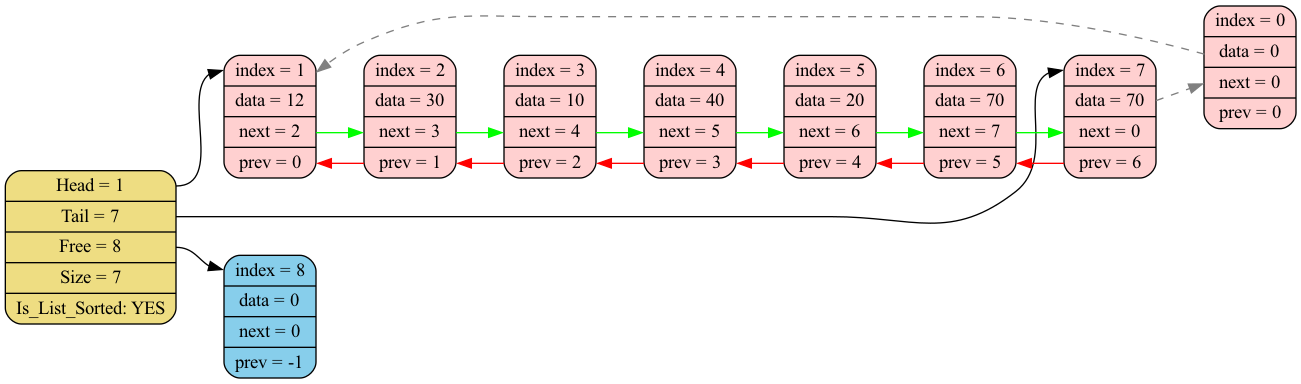 index = 0
data = 0
next = 0
prev = 0
index = 1
data = 12
next = 2
prev = 0
index = 2
data = 30
next = 3
prev = 1
index = 3
data = 10
next = 4
prev = 2
index = 4
data = 40
next = 5
prev = 3
index = 5
data = 20
next = 6
prev = 4
index = 6
data = 70
next = 7
prev = 5
index = 7
data = 70
next = 0
prev = 6
Head = 1
Tail = 7
Free = 8
Size = 7
Is_List_Sorted: YES
index = 8
data = 0
next = 0
prev = -1